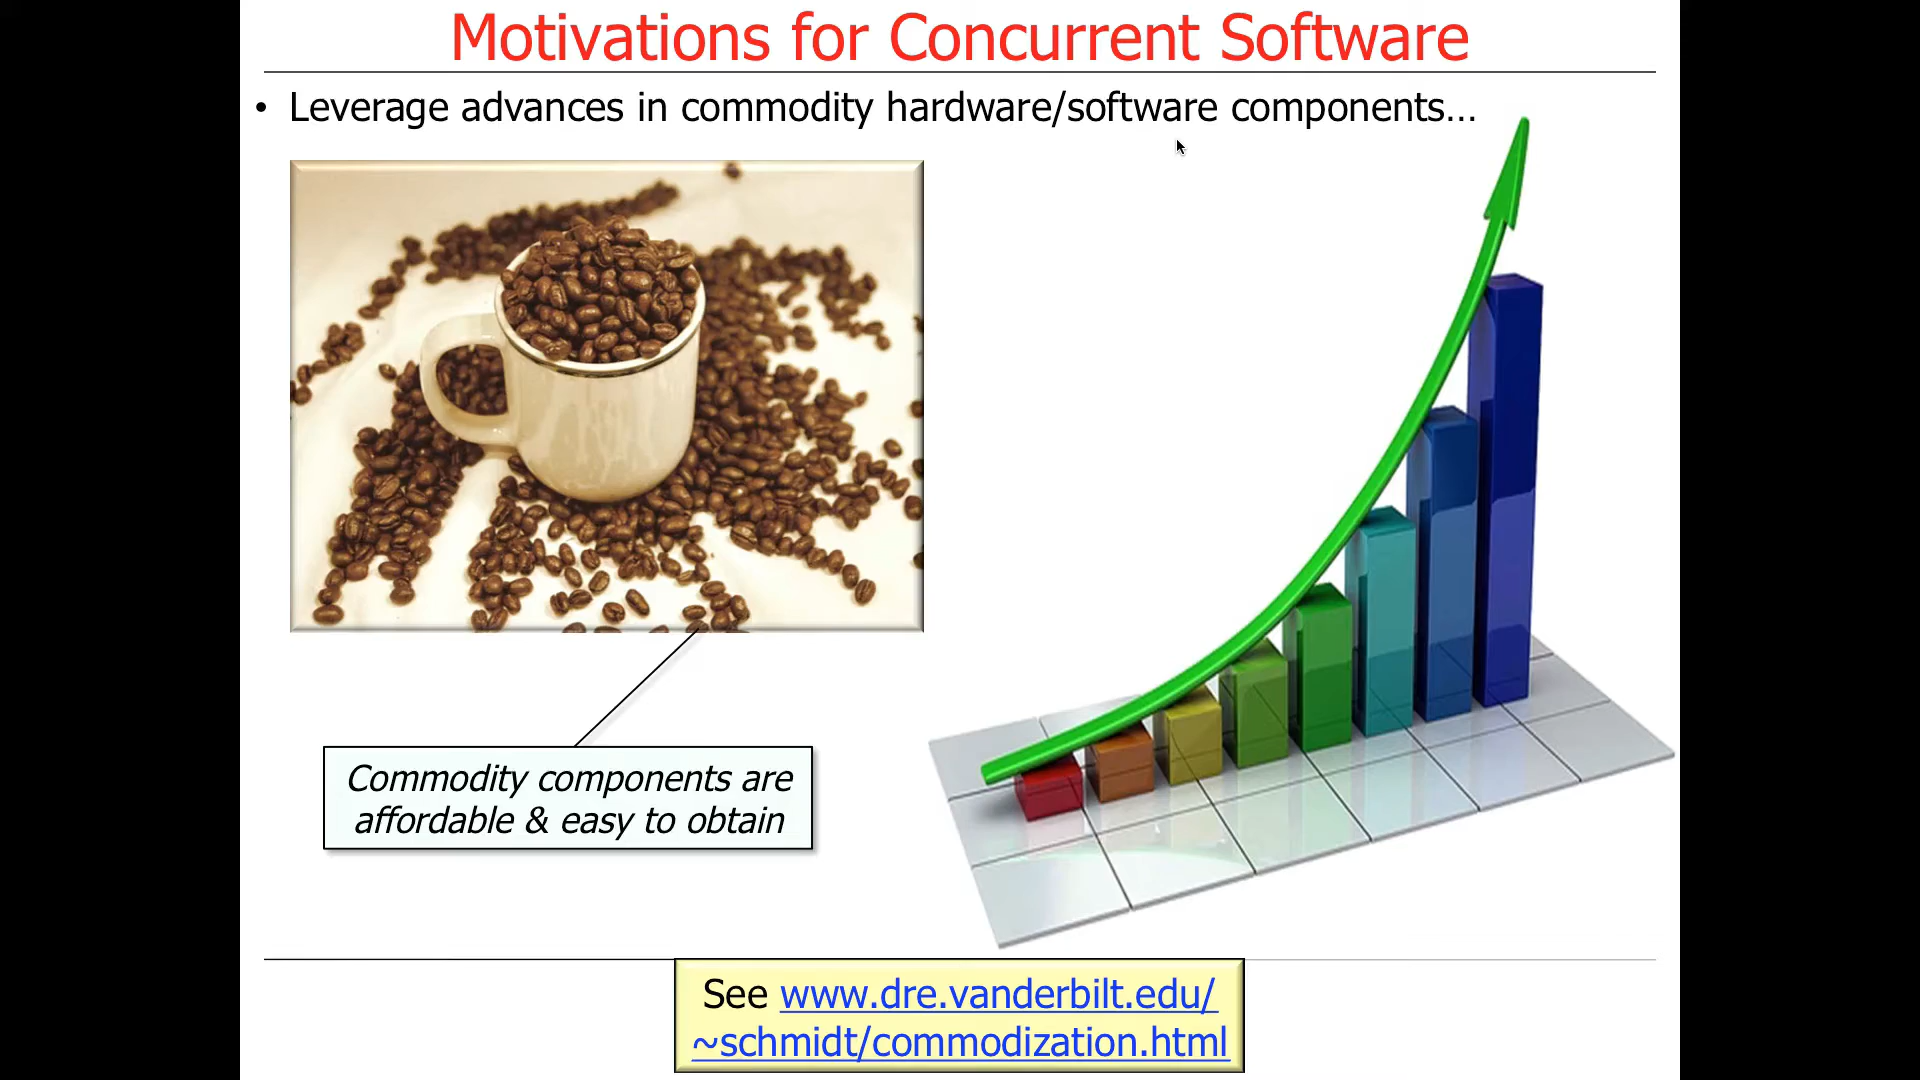 Motivations for Concurrent Software
• Leverage advances in commodity hardware/software components…
Commodity components are
affordable & easy to obtain
See www.dre.vanderbilt.edu/
~schmidt/commodization.html